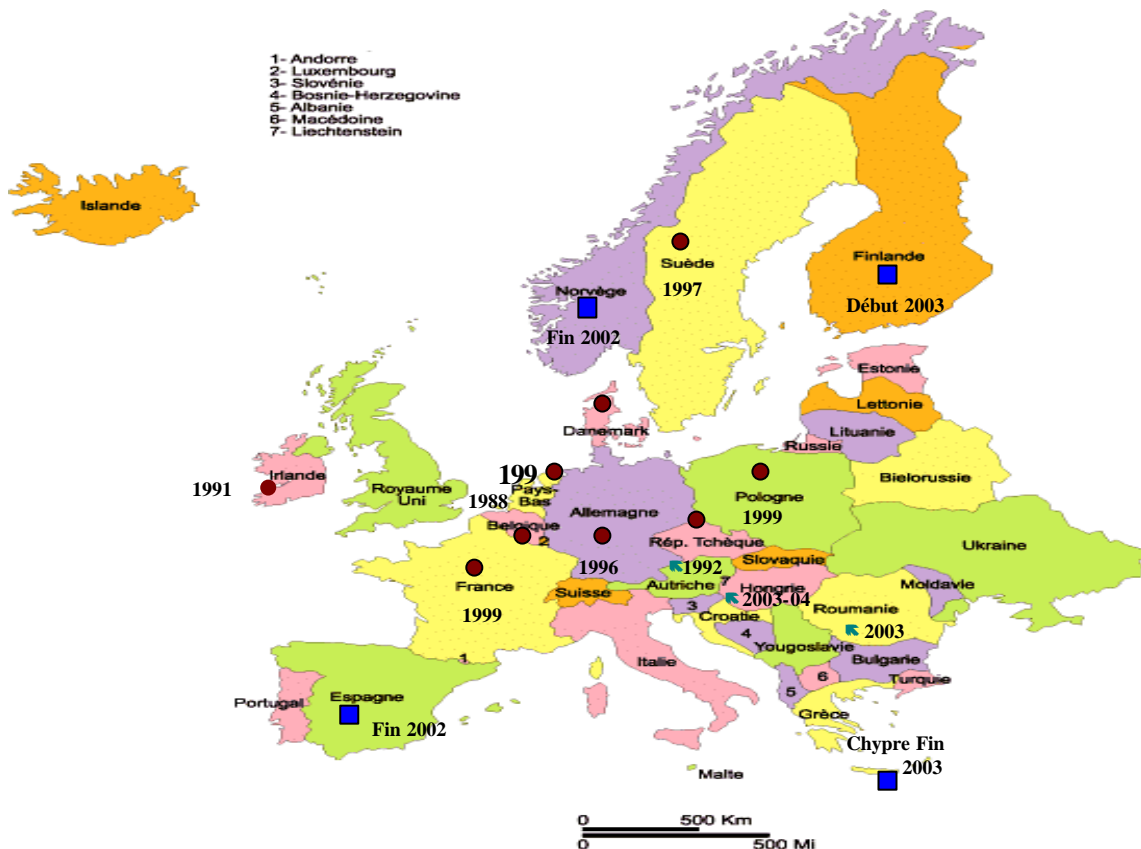 1- Andorre
2- Luxembourg
3- Slovénie
4- Bosnie-Herzegovine
5- Albanie
6- Macédoine
7- Liechtenstein
Islande
Suède
1997
Finlande
Début 2003
Norvège
Fin 2002
Estonie
Lettonie
Lituanie
Russie
Danemark
Bielorussie
Irlande
1991
Royaume
Uni
199
Pays-
Bas
1988
Allemagne
Pologne
1999
Belgique
2
Rép. Tchèque
1996
1992
Slovaquie
Ukraine
France
1999
Suisse
Autriche
7
Hongrie
2003-04
Moldavie
3
Croatie
Roumanie
2003
4
Yougoslavie
Bulgarie
1
Italie
5
6
Turquie
Portugal
Espagne
Fin 2002
Grèce
Chypre Fin
2003
Malte
0
500 Km
0
500 Mi